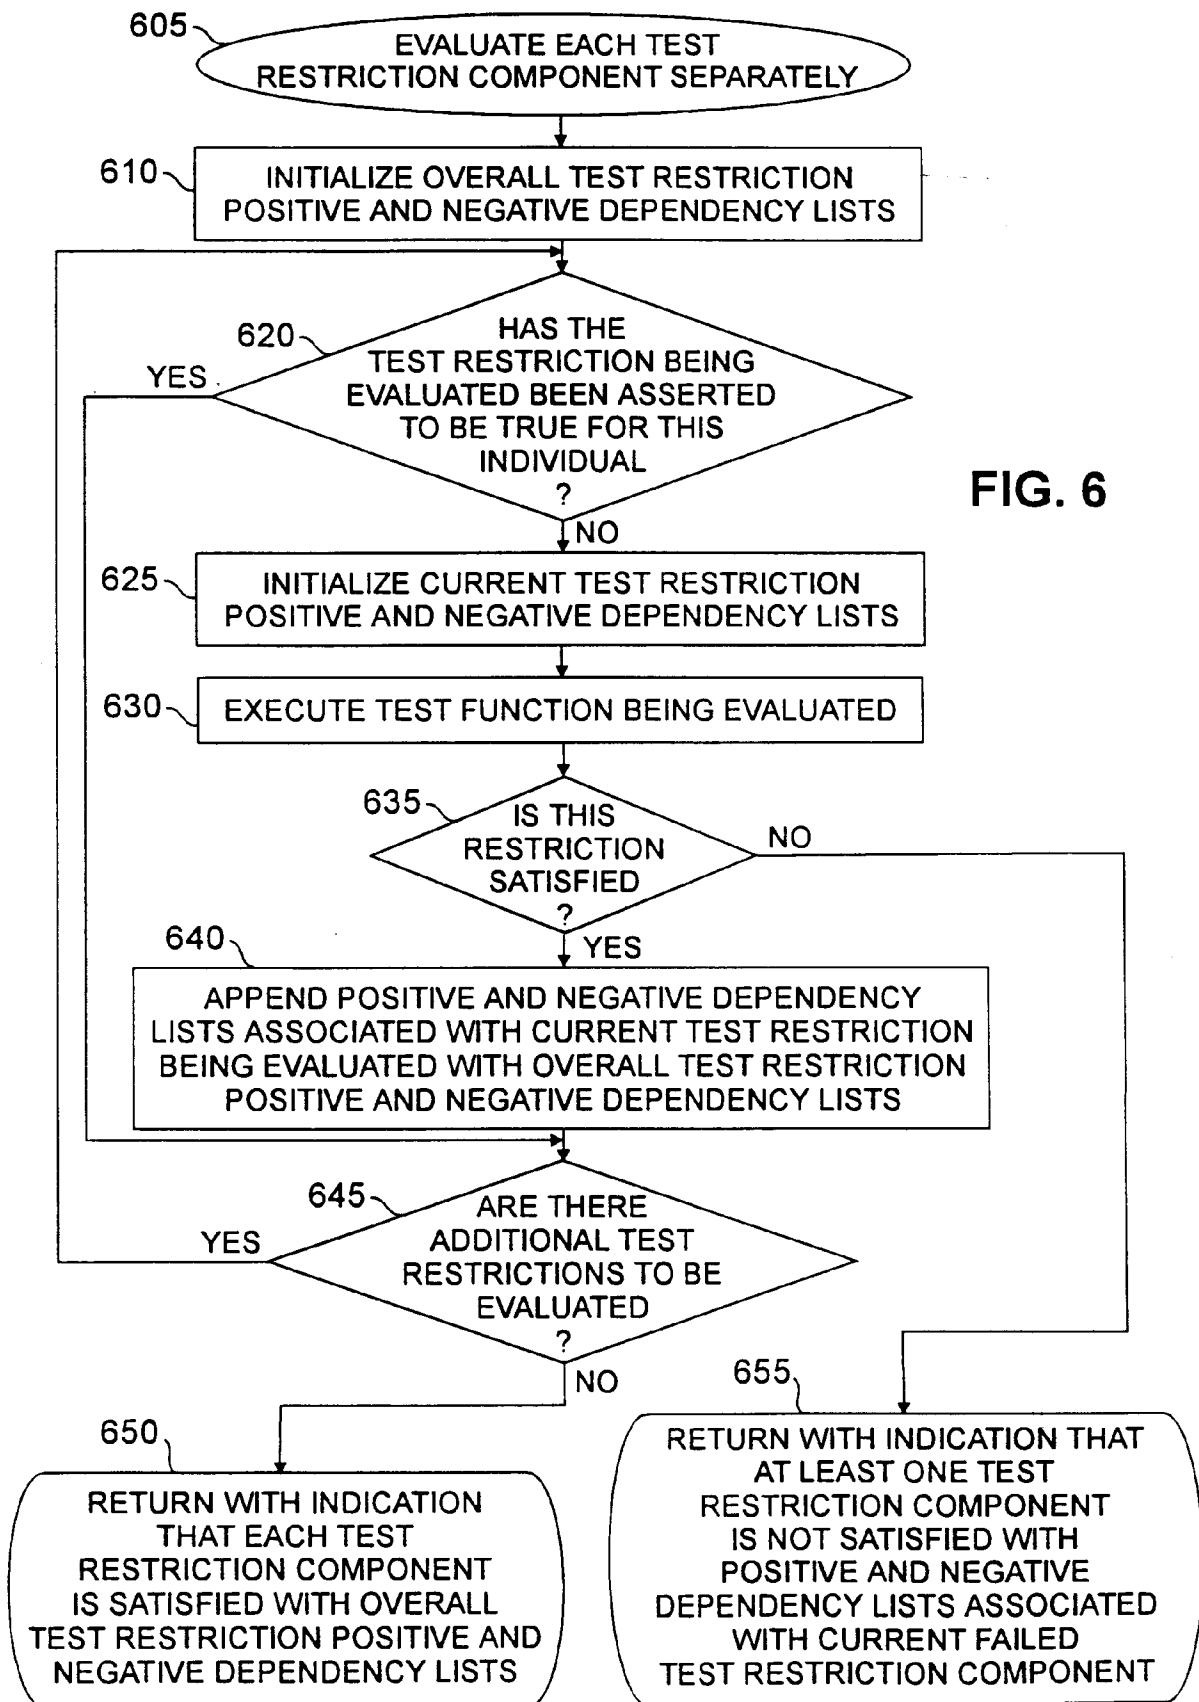 605
EVALUATE EACH TEST
RESTRICTION COMPONENT SEPARATELY
610
INITIALIZE OVERALL TEST RESTRICTION
POSITIVE AND NEGATIVE DEPENDENCY LISTS
620
HAS THE
TEST RESTRICTION BEING
EVALUATED BEEN ASSERTED
TO BE TRUE FOR THIS
INDIVIDUAL
?
YES
FIG. 6
NO
625
INITIALIZE CURRENT TEST RESTRICTION
POSITIVE AND NEGATIVE DEPENDENCY LISTS
630
EXECUTE TEST FUNCTION BEING EVALUATED
635
IS THIS
RESTRICTION
SATISFIED
?
NO
YES
640
APPEND POSITIVE AND NEGATIVE DEPENDENCY
LISTS ASSOCIATED WITH CURRENT TEST RESTRICTION
BEING EVALUATED WITH OVERALL TEST RESTRICTION
POSITIVE AND NEGATIVE DEPENDENCY LISTS
645
ARE THERE
ADDITIONAL TEST
RESTRICTIONS TO BE
EVALUATED
?
YES
NO
650
RETURN WITH INDICATION
THAT EACH TEST
RESTRICTION COMPONENT
IS SATISFIED WITH OVERALL
TEST RESTRICTION POSITIVE AND
NEGATIVE DEPENDENCY LISTS
655
RETURN WITH INDICATION THAT
AT LEAST ONE TEST
RESTRICTION COMPONENT
IS NOT SATISFIED WITH
POSITIVE AND NEGATIVE
DEPENDENCY LISTS ASSOCIATED
WITH CURRENT FAILED
TEST RESTRICTION COMPONENT